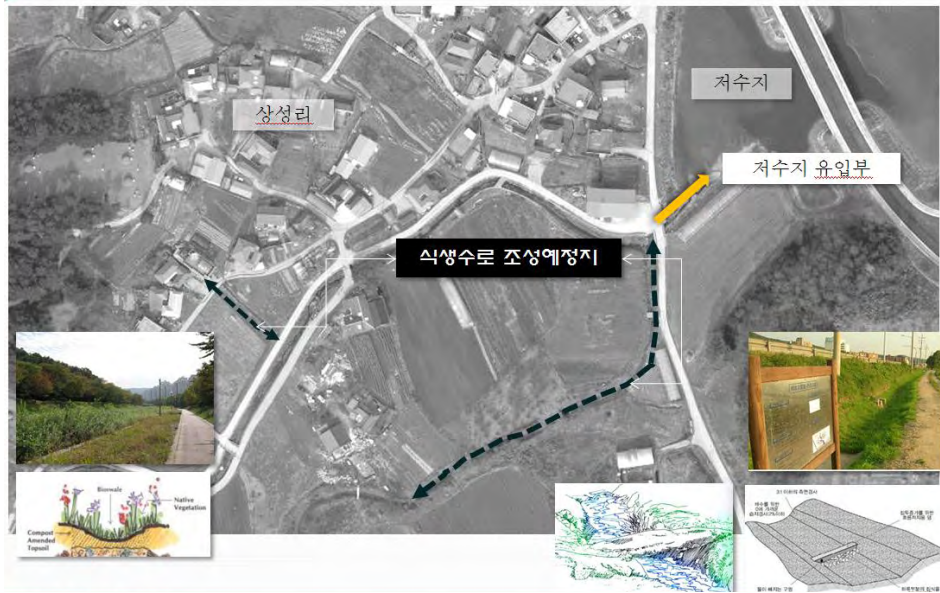 저수지
상성리
저수지 유입부
식생수로 조성예정지
Bioswale
Native
Vegetation
Compost
Amended
Topsoil